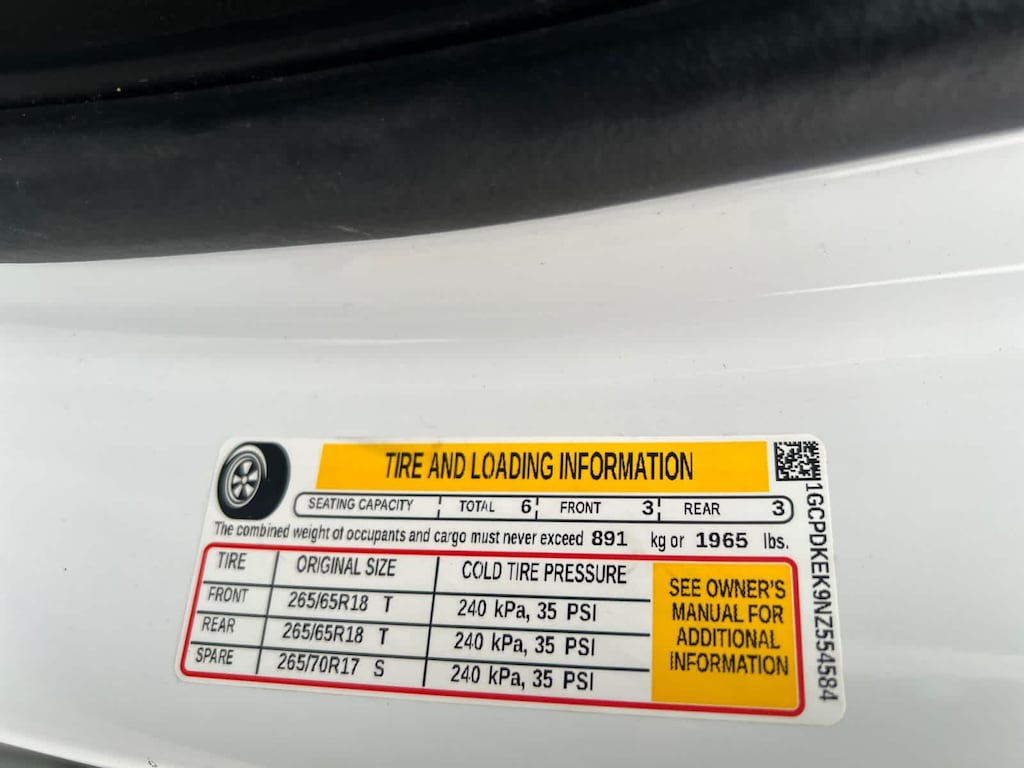 TIRE AND LOADING INFORMATION
SEATING CAPACITY TOTAL 6 FRONT 3 REAR 3
The combined weight of occupants and cargo must never exceed 891 kg or 1965 lbs.
TIRE ORIGINAL SIZE COLD TIRE PRESSURE
FRONT 265/65R18 T 240 kPa, 35 PSI
REAR 265/65R18 T 240 kPa, 35 PSI
SPARE 265/70R17 S 240 kPa, 35 PSI
SEE OWNER'S
MANUAL FOR
ADDITIONAL
INFORMATION
1GCPDKEK9NZ554584